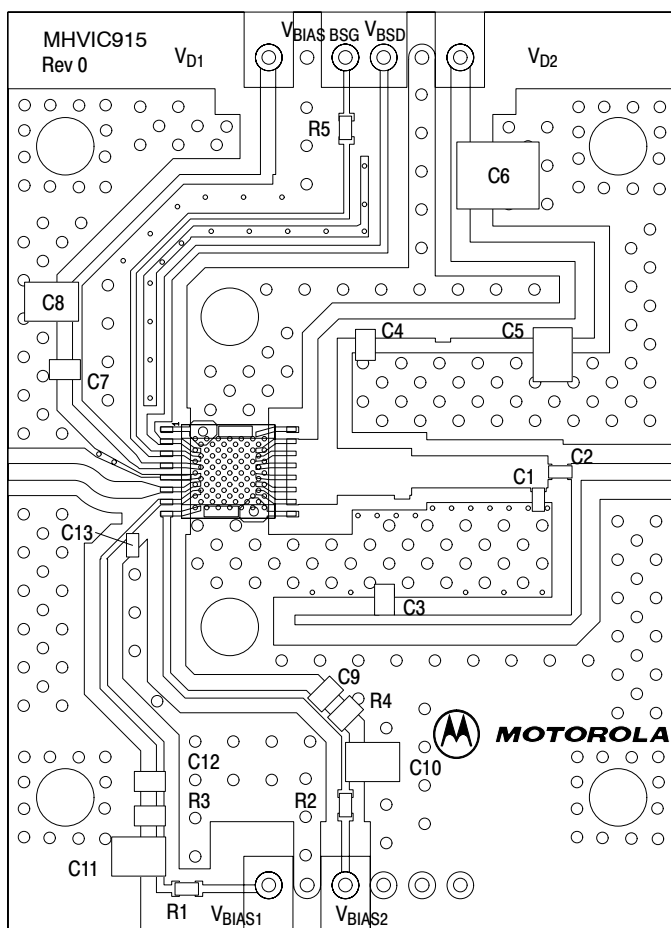 MHVIC915
Rev 0
VD1
VBIAS BSG
VBSD
VD2
R5
C6
C8
C4
C5
C7
C2
C1
C13
C3
C9
R4
MOTOROLA
C12
C10
R3
R2
C11
R1
VBIAS1
VBIAS2